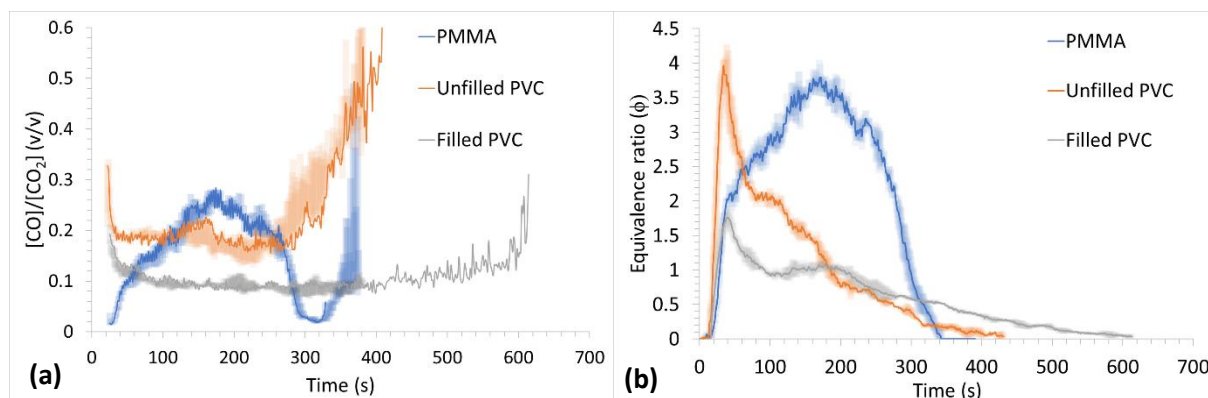 0.6
0.5
0.4
0.3
0.2
0.1
0
[CO]/[CO₂] (v/v)
PMMA
Unfilled PVC
Filled PVC
0 100 200 300 400 500 600 700
Time (s)
(a)
4.5
4
3.5
3
2.5
2
1.5
1
0.5
0
Equivalence ratio (ϕ)
PMMA
Unfilled PVC
Filled PVC
0 100 200 300 400 500 600 700
Time (s)
(b)